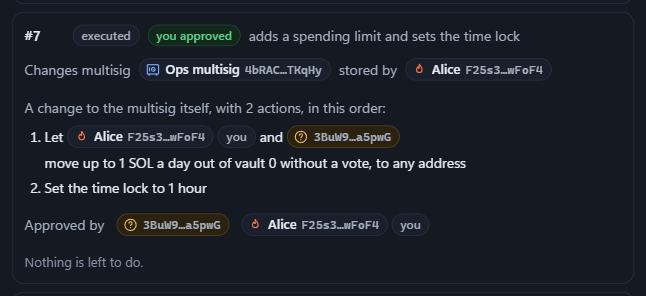 #7 executed you approved adds a spending limit and sets the time lock
Changes multisig Ops multisig 4bRAC…TKqHy stored by Alice F25s3…wFoF4
A change to the multisig itself, with 2 actions, in this order:
1. Let Alice F25s3…wFoF4 you and 3BuW9…a5pwG
move up to 1 SOL a day out of vault 0 without a vote, to any address
2. Set the time lock to 1 hour
Approved by 3BuW9…a5pwG Alice F25s3…wFoF4 you
Nothing is left to do.